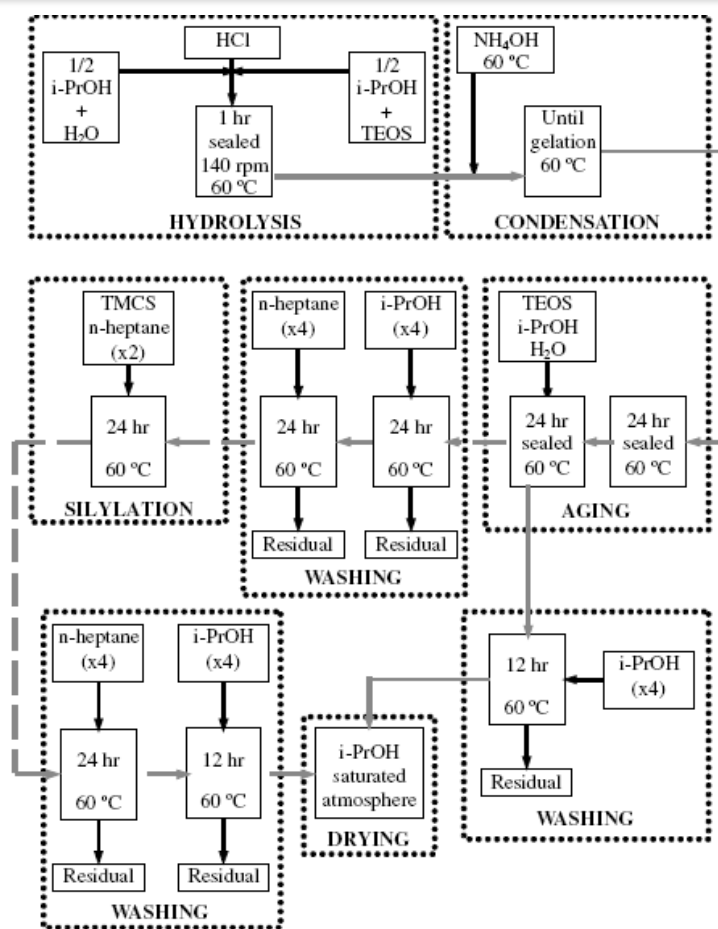 1/2
i-PrOH
+
H₂O
HCl
1/2
i-PrOH
+
TEOS
1 hr
sealed
140 rpm
60 ºC
HYDROLYSIS
NH₄OH
60 ºC
Until
gelation
60 ºC
CONDENSATION
TMCS
n-heptane
(x2)
24 hr
60 ºC
SILYLATION
n-heptane
(x4)
i-PrOH
(x4)
24 hr
60 ºC
24 hr
60 ºC
Residual
Residual
WASHING
TEOS
i-PrOH
H₂O
24 hr
sealed
60 ºC
24 hr
sealed
60 ºC
AGING
n-heptane
(x4)
i-PrOH
(x4)
24 hr
60 ºC
12 hr
60 ºC
Residual
Residual
WASHING
i-PrOH
saturated
atmosphere
DRYING
12 hr
60 ºC
i-PrOH
(x4)
Residual
WASHING